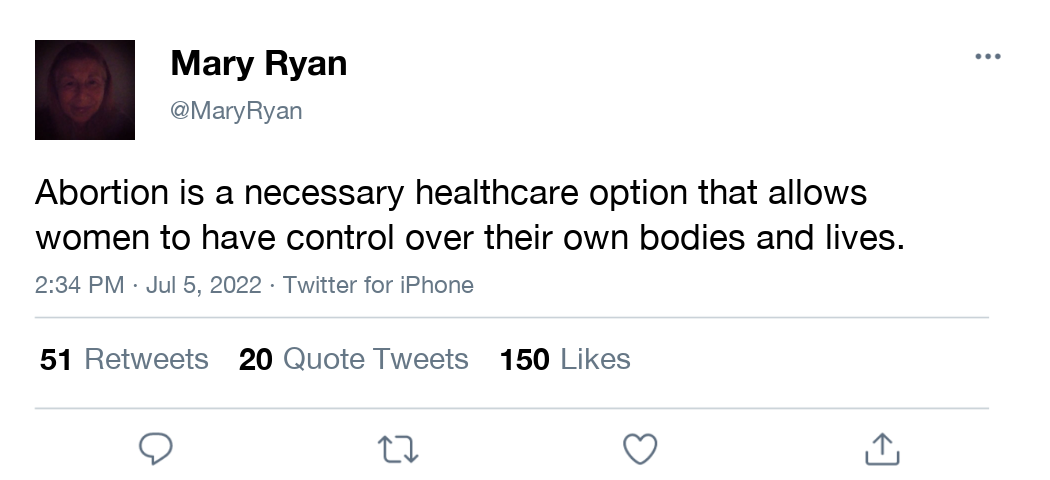 Mary Ryan
@MaryRyan
Abortion is a necessary healthcare option that allows
women to have control over their own bodies and lives.
2:34 PM · Jul 5, 2022 · Twitter for iPhone
51 Retweets 20 Quote Tweets 150 Likes